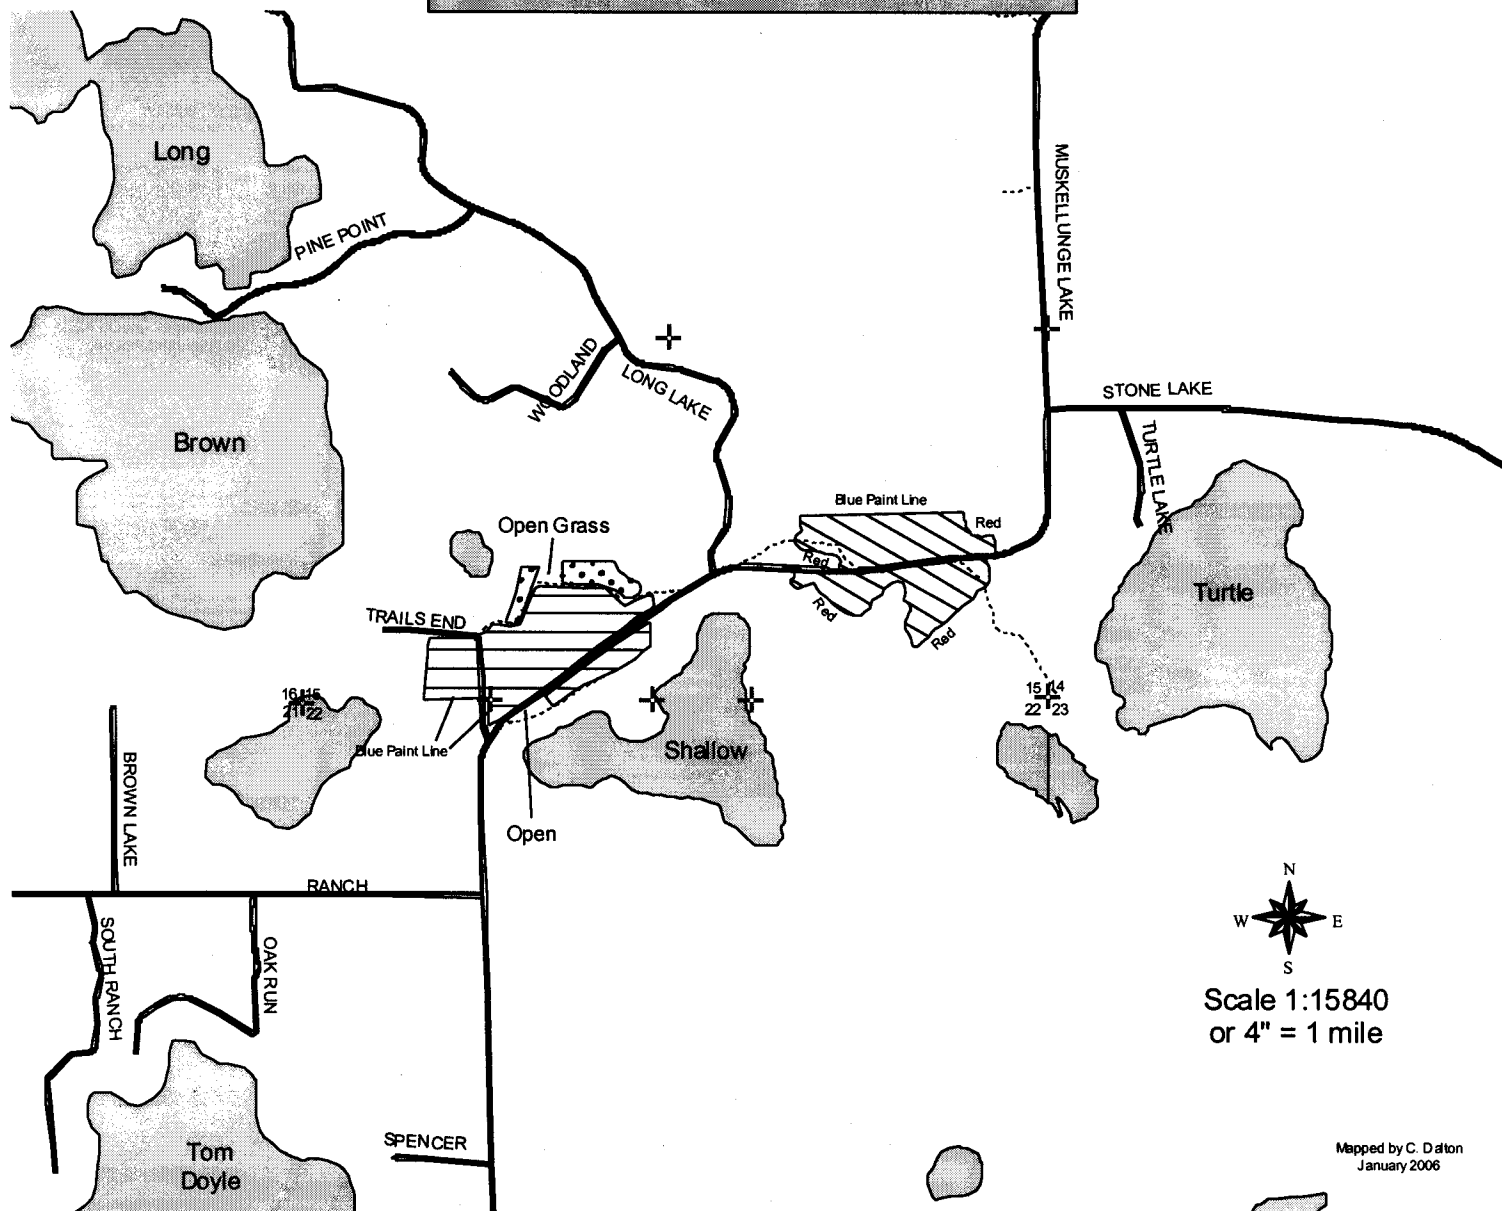 Long
PINE POINT
MUSKELLUNGE LAKE
WOODLAND
LONG LAKE
STONE LAKE
TURTLE LAKE
Brown
Blue Paint Line
Red
Open Grass
Red
Red
Red
Turtle
TRAILS END
16 15
21 22
15 14
22 23
Blue Paint Line
Shallow
BROWN LAKE
Open
RANCH
SOUTH RANCH
OAK RUN
N
W E
S
Scale 1:15840
or 4" = 1 mile
SPENCER
Tom
Doyle
Mapped by C. Dalton
January 2006